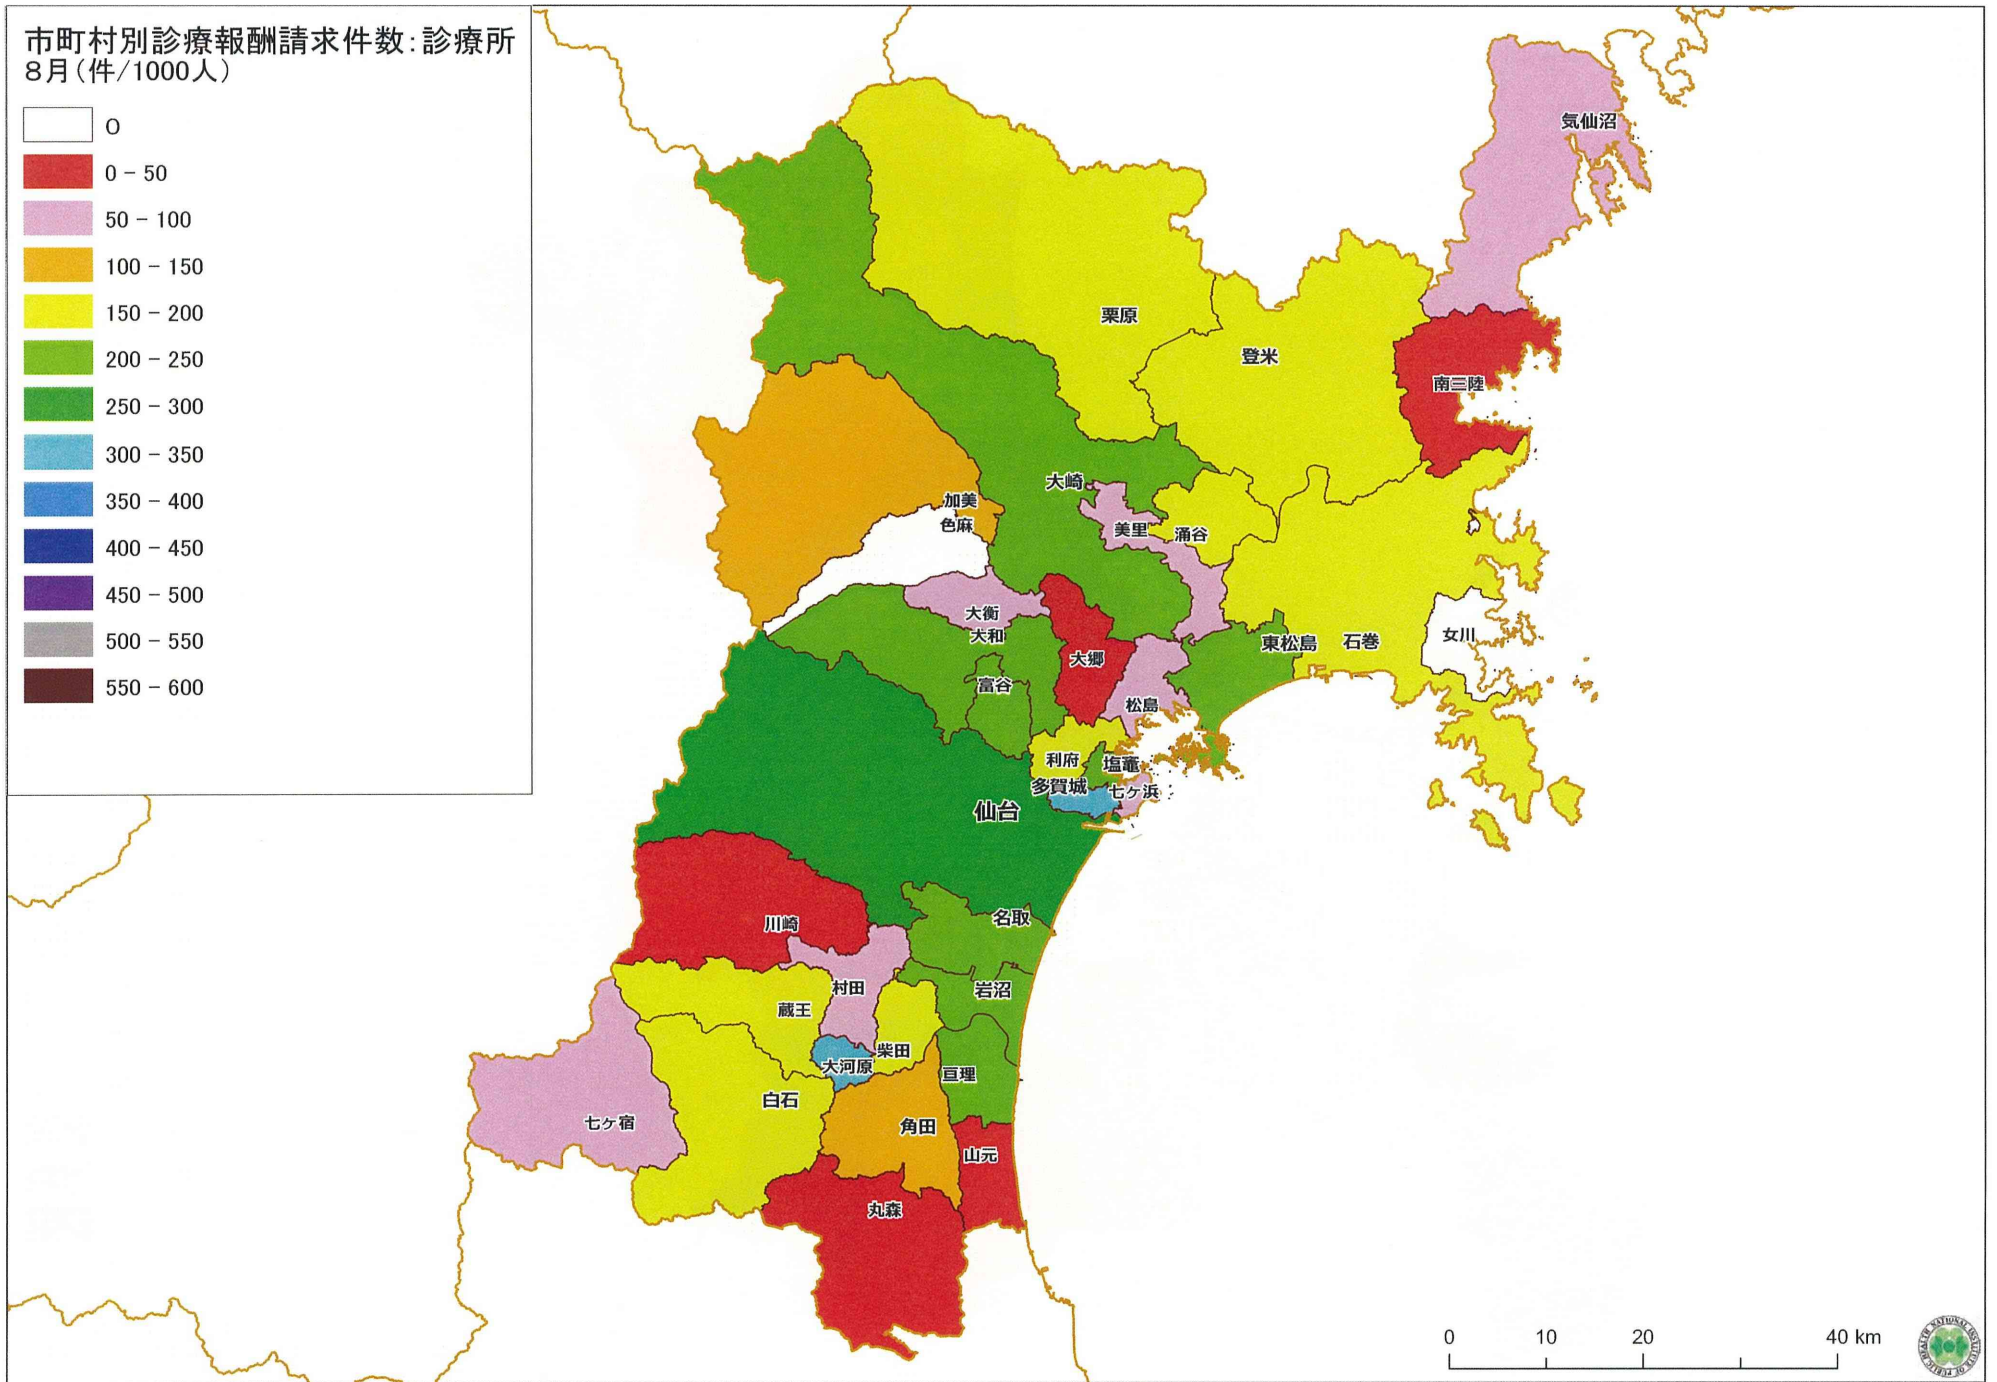 市町村別診療報酬請求件数:診療所
8月(件/1000人)
0
0 - 50
50 - 100
100 - 150
150 - 200
200 - 250
250 - 300
300 - 350
350 - 400
400 - 450
450 - 500
500 - 550
550 - 600
気仙沼
栗原
登米
南三陸
大崎
加美
色麻
美里
涌谷
大衡
大和
東松島
石巻
女川
大郷
富谷
松島
利府
塩竈
多賀城
七ヶ浜
仙台
川崎
名取
村田
岩沼
蔵王
柴田
大河原
亘理
白石
七ヶ宿
角田
山元
丸森
0 10 20 40 km